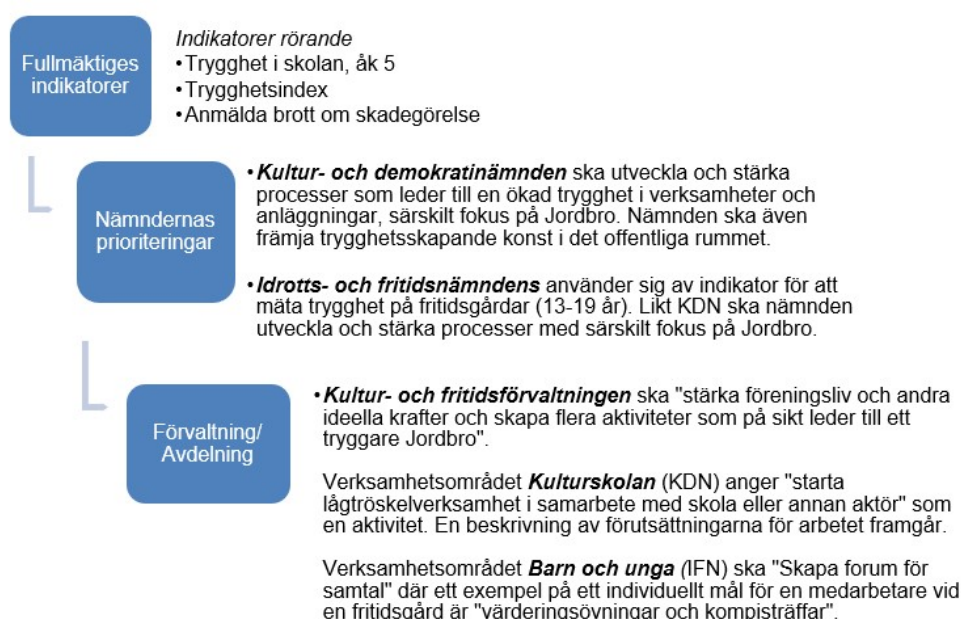 Fullmäktiges
indikatorer
Indikatorer rörande
•Trygghet i skolan, åk 5
•Trygghetsindex
•Anmälda brott om skadegörelse
Nämndernas
prioriteringar
•Kultur- och demokratinämnden ska utveckla och stärka
processer som leder till en ökad trygghet i verksamheter och
anläggningar, särskilt fokus på Jordbro. Nämnden ska även
främja trygghetsskapande konst i det offentliga rummet.
•Idrotts- och fritidsnämndens använder sig av indikator för att
mäta trygghet på fritidsgårdar (13-19 år). Likt KDN ska nämnden
utveckla och stärka processer med särskilt fokus på Jordbro.
Förvaltning/
Avdelning
•Kultur- och fritidsförvaltningen ska "stärka föreningsliv och andra
ideella krafter och skapa flera aktiviteter som på sikt leder till ett
tryggare Jordbro".
Verksamhetsområdet Kulturskolan (KDN) anger "starta
lågtröskelverksamhet i samarbete med skola eller annan aktör" som
en aktivitet. En beskrivning av förutsättningarna för arbetet framgår.
Verksamhetsområdet Barn och unga (IFN) ska "Skapa forum för
samtal" där ett exempel på ett individuellt mål för en medarbetare vid
en fritidsgård är "värderingsövningar och kompisträffar".